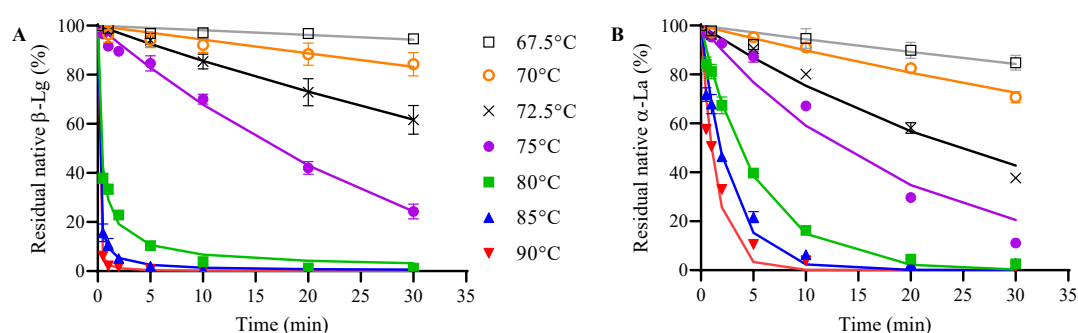 A
Residual native β-Lg (%)
100
80
60
40
20
0
0 5 10 15 20 25 30 35
Time (min)
67.5°C
70°C
72.5°C
75°C
80°C
85°C
90°C
B
Residual native α-La (%)
100
80
60
40
20
0
0 5 10 15 20 25 30 35
Time (min)